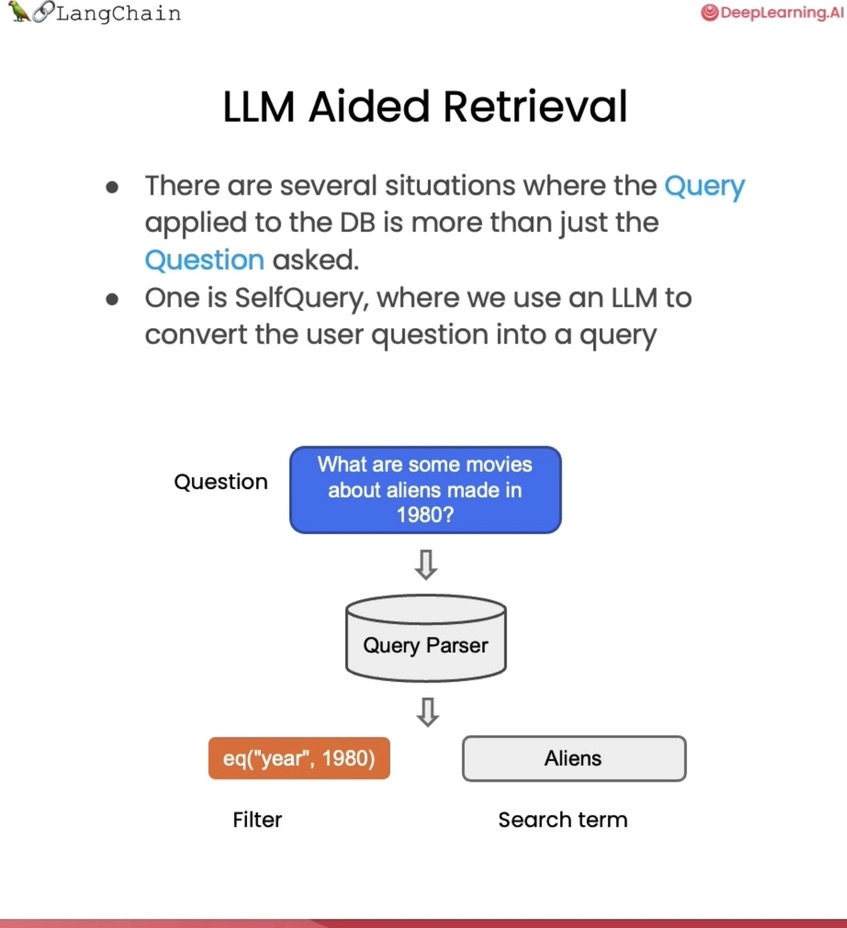 LangChain
DeepLearning.AI
LLM Aided Retrieval
● There are several situations where the Query
applied to the DB is more than just the
Question asked.
● One is SelfQuery, where we use an LLM to
convert the user question into a query
Question
What are some movies
about aliens made in
1980?
Query Parser
eq("year", 1980)
Aliens
Filter
Search term